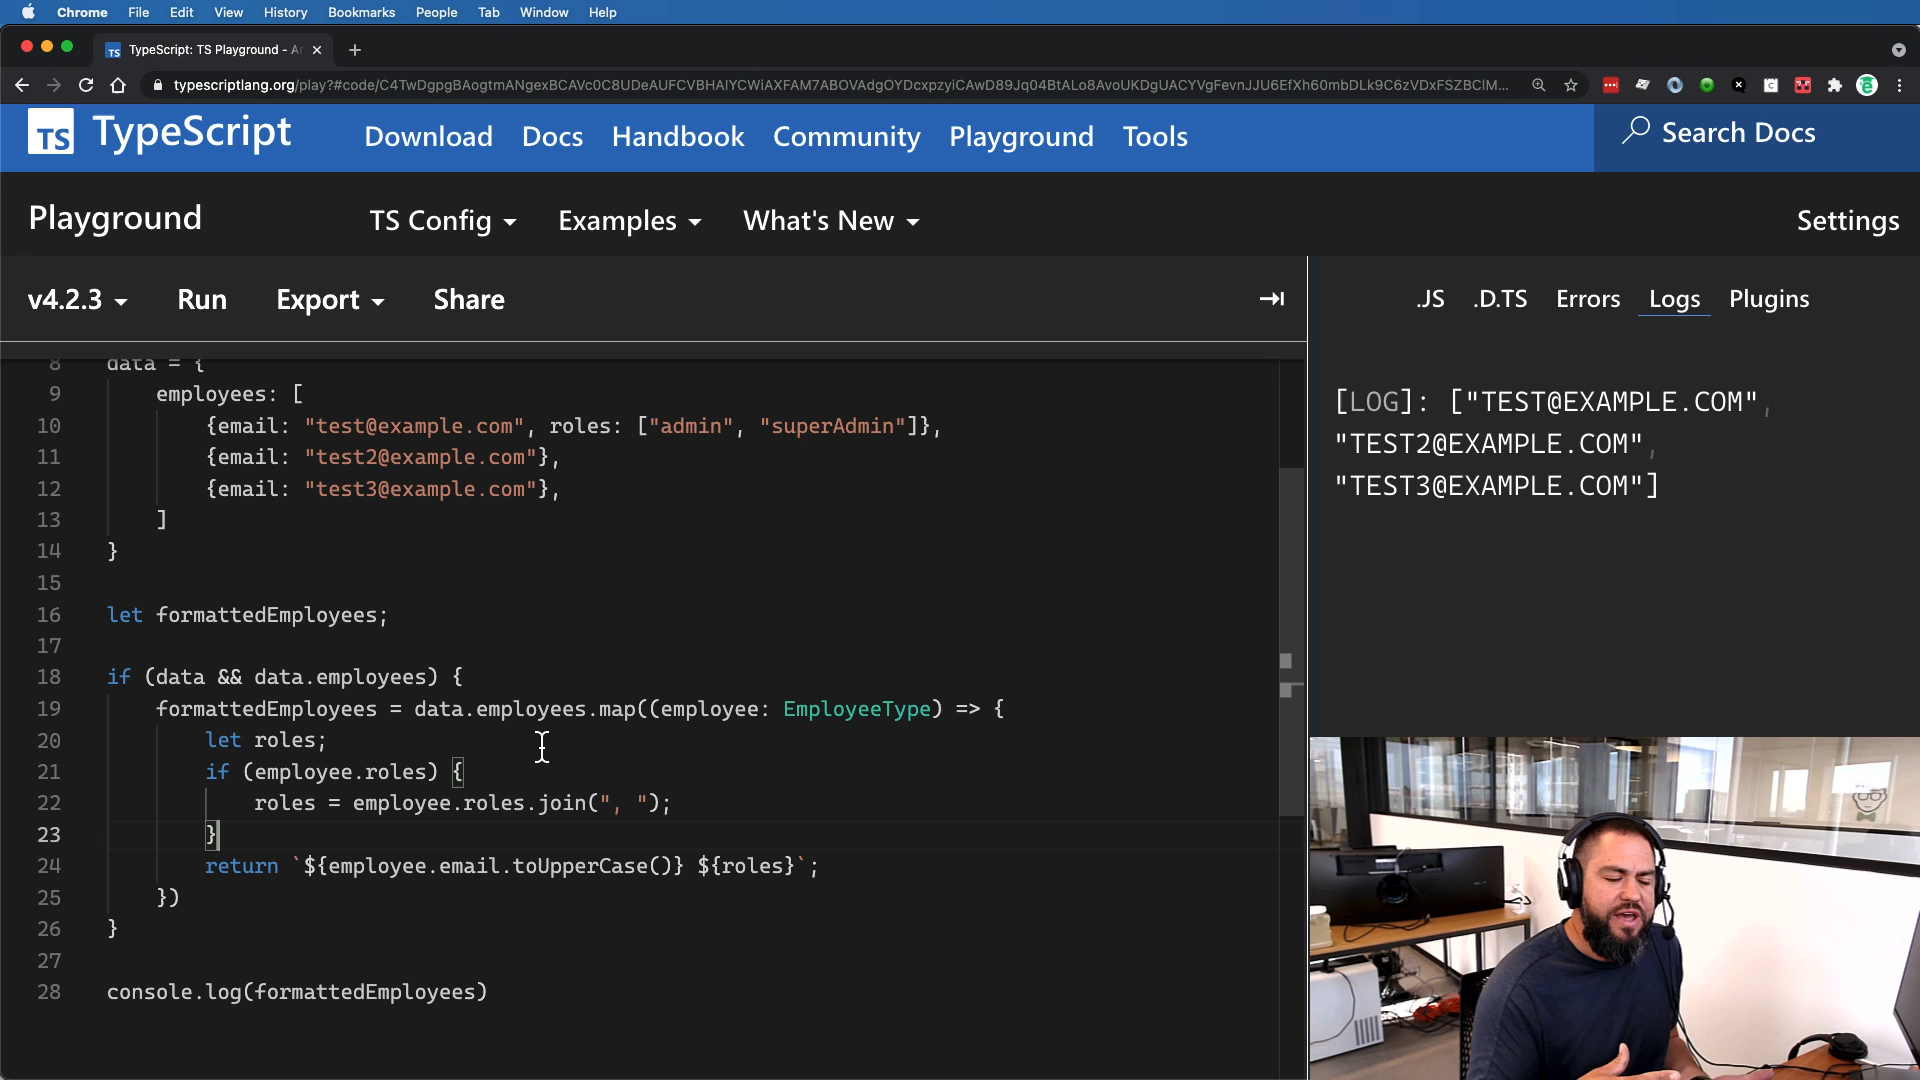 Chrome File Edit View History Bookmarks People Tab Window Help
TS TypeScript: TS Playground - A
typescriptlang.org/play?#code/
TS TypeScript Download Docs Handbook Community Playground Tools Search Docs
Playground TS Config Examples What's New Settings
v4.2.3 Run Export Share .JS .D.TS Errors Logs Plugins
8 data = {
9 employees: [
10 {email: "test@example.com", roles: ["admin", "superAdmin"]},
11 {email: "test2@example.com"},
12 {email: "test3@example.com"},
13 ]
14 }
15
16 let formattedEmployees;
17
18 if (data && data.employees) {
19 formattedEmployees = data.employees.map((employee: EmployeeType) => {
20 let roles;
21 if (employee.roles) {
22 roles = employee.roles.join(", ");
23 }
24 return `${employee.email.toUpperCase()} ${roles}`;
25 })
26 }
27
28 console.log(formattedEmployees)
[LOG]: ["TEST@EXAMPLE.COM",
"TEST2@EXAMPLE.COM",
"TEST3@EXAMPLE.COM"]